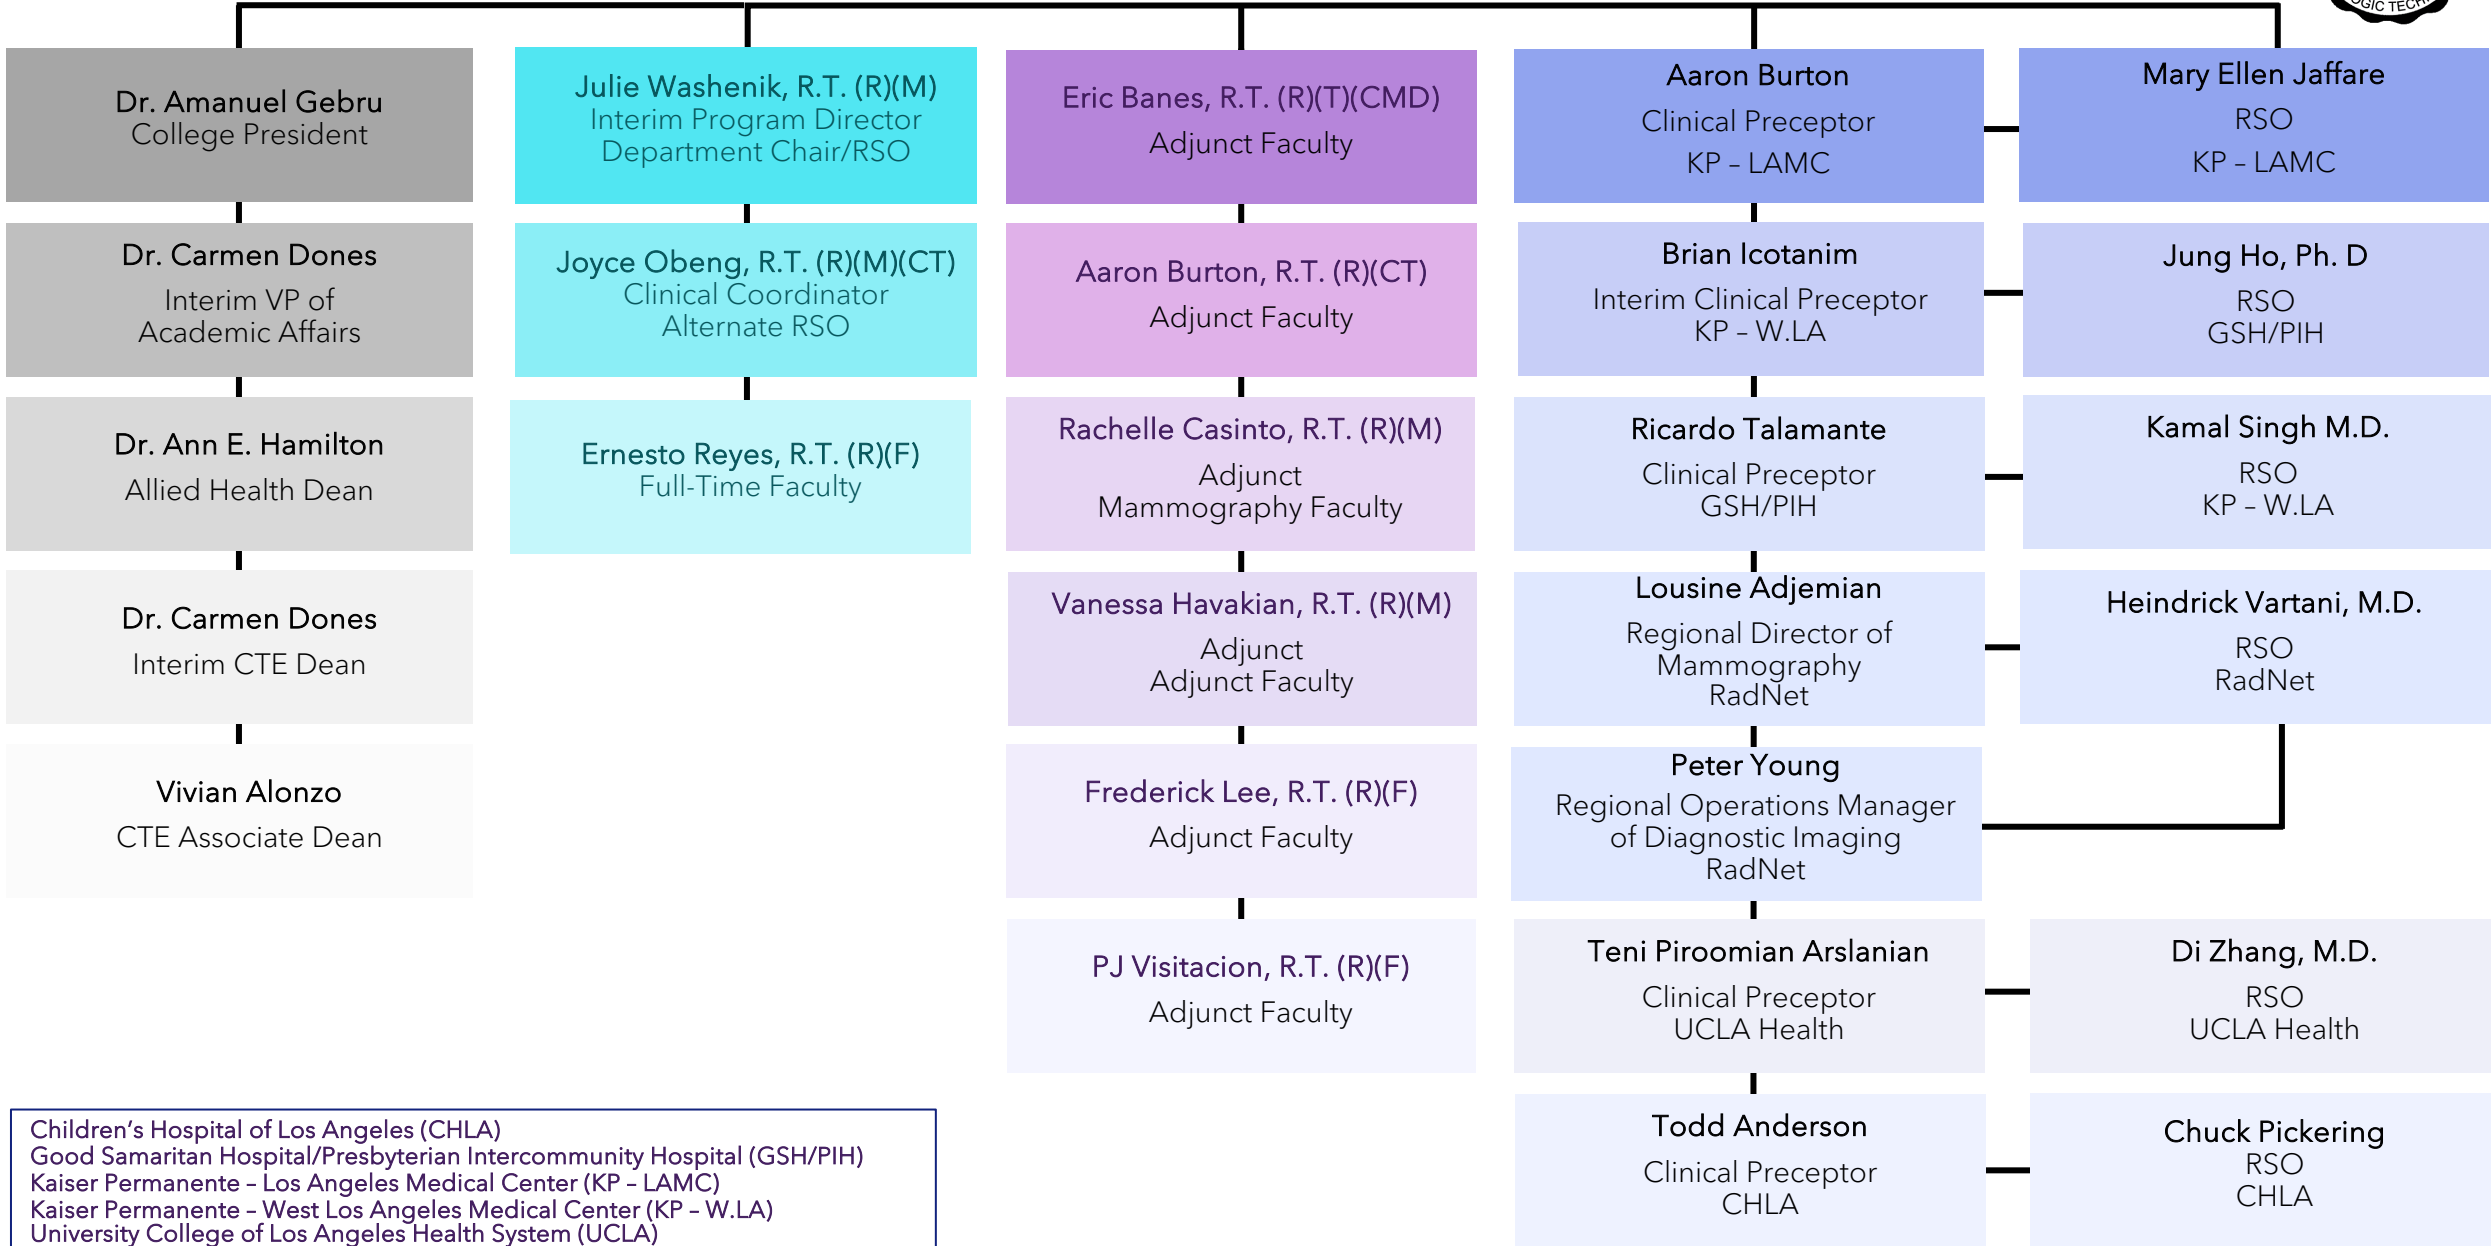 OGIC TECH
Dr. Amanuel Gebru
College President
Dr. Carmen Dones
Interim VP of
Academic Affairs
Dr. Ann E. Hamilton
Allied Health Dean
Dr. Carmen Dones
Interim CTE Dean
Vivian Alonzo
CTE Associate Dean
Julie Washenik, R.T. (R)(M)
Interim Program Director
Department Chair/RSO
Joyce Obeng, R.T. (R)(M)(CT)
Clinical Coordinator
Alternate RSO
Ernesto Reyes, R.T. (R)(F)
Full-Time Faculty
Eric Banes, R.T. (R)(T)(CMD)
Adjunct Faculty
Aaron Burton, R.T. (R)(CT)
Adjunct Faculty
Rachelle Casinto, R.T. (R)(M)
Adjunct
Mammography Faculty
Vanessa Havakian, R.T. (R)(M)
Adjunct
Adjunct Faculty
Frederick Lee, R.T. (R)(F)
Adjunct Faculty
PJ Visitacion, R.T. (R)(F)
Adjunct Faculty
Aaron Burton
Clinical Preceptor
KP – LAMC
Brian Icotanim
Interim Clinical Preceptor
KP – W.LA
Ricardo Talamante
Clinical Preceptor
GSH/PIH
Lousine Adjemian
Regional Director of
Mammography
RadNet
Peter Young
Regional Operations Manager
of Diagnostic Imaging
RadNet
Teni Piroomian Arslanian
Clinical Preceptor
UCLA Health
Todd Anderson
Clinical Preceptor
CHLA
Mary Ellen Jaffare
RSO
KP – LAMC
Jung Ho, Ph. D
RSO
GSH/PIH
Kamal Singh M.D.
RSO
KP – W.LA
Heindrick Vartani, M.D.
RSO
RadNet
Di Zhang, M.D.
RSO
UCLA Health
Chuck Pickering
RSO
CHLA
Children’s Hospital of Los Angeles (CHLA)
Good Samaritan Hospital/Presbyterian Intercommunity Hospital (GSH/PIH)
Kaiser Permanente – Los Angeles Medical Center (KP – LAMC)
Kaiser Permanente – West Los Angeles Medical Center (KP – W.LA)
University College of Los Angeles Health System (UCLA)